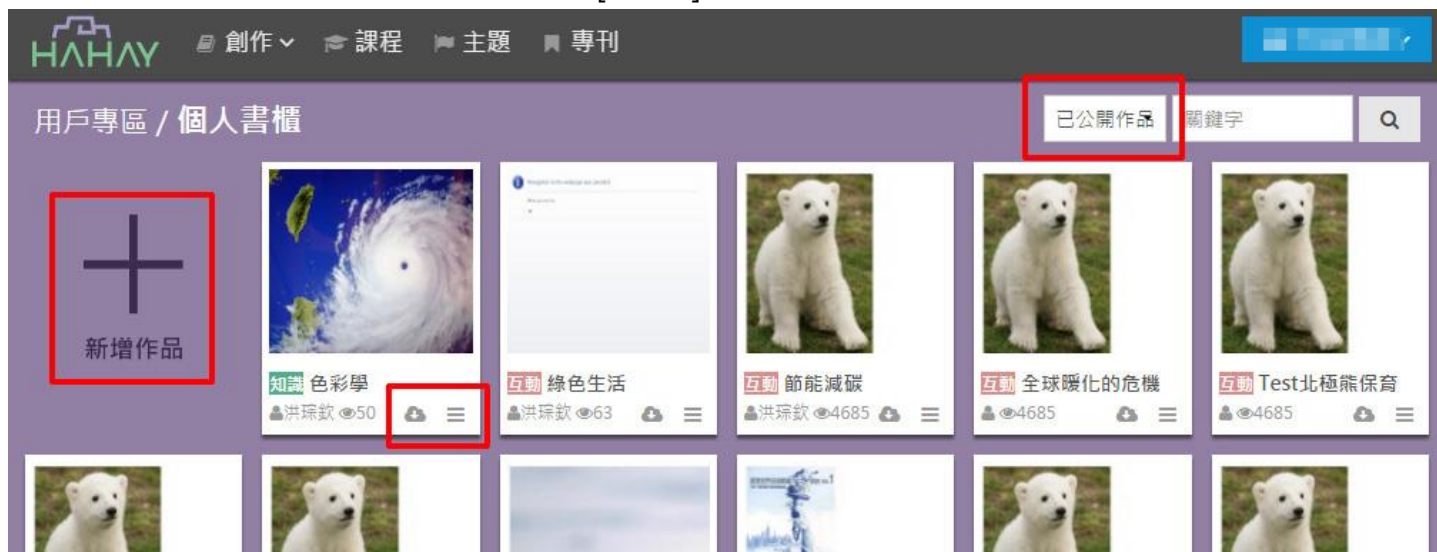 HAHAY 創作 課程 主題 專刊
用戶專區 / 個人書櫃 已公開作品 關鍵字
新增作品
知識 色彩學
洪琮欽 50
互動 綠色生活
洪琮欽 63
互動 節能減碳
洪琮欽 4685
互動 全球暖化的危機
4685
互動 Test北極熊保育
4685